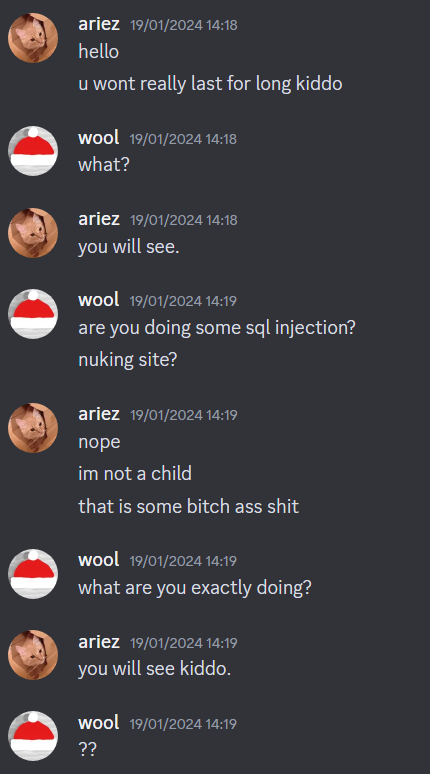 ariez 19/01/2024 14:18
hello
u wont really last for long kiddo
wool 19/01/2024 14:18
what?
ariez 19/01/2024 14:18
you will see.
wool 19/01/2024 14:19
are you doing some sql injection?
nuking site?
ariez 19/01/2024 14:19
nope
im not a child
that is some bitch ass shit
wool 19/01/2024 14:19
what are you exactly doing?
ariez 19/01/2024 14:19
you will see kiddo.
wool 19/01/2024 14:19
??